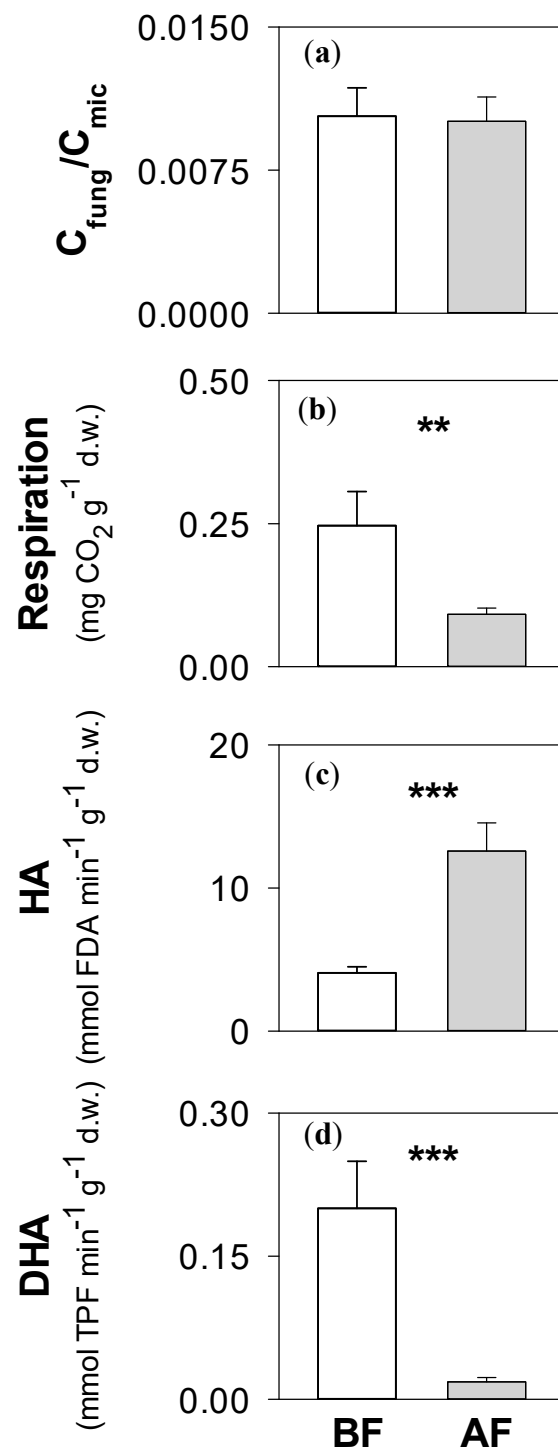 C_fung/C_mic
0.0150
0.0075
0.0000
(a)
Respiration
(mg CO₂ g⁻¹ d.w.)
0.50
0.25
0.00
(b)
**
HA
(mmol FDA min⁻¹ g⁻¹ d.w.)
20
10
0
(c)
***
DHA
(mmol TPF min⁻¹ g⁻¹ d.w.)
0.30
0.15
0.00
(d)
***
BF AF